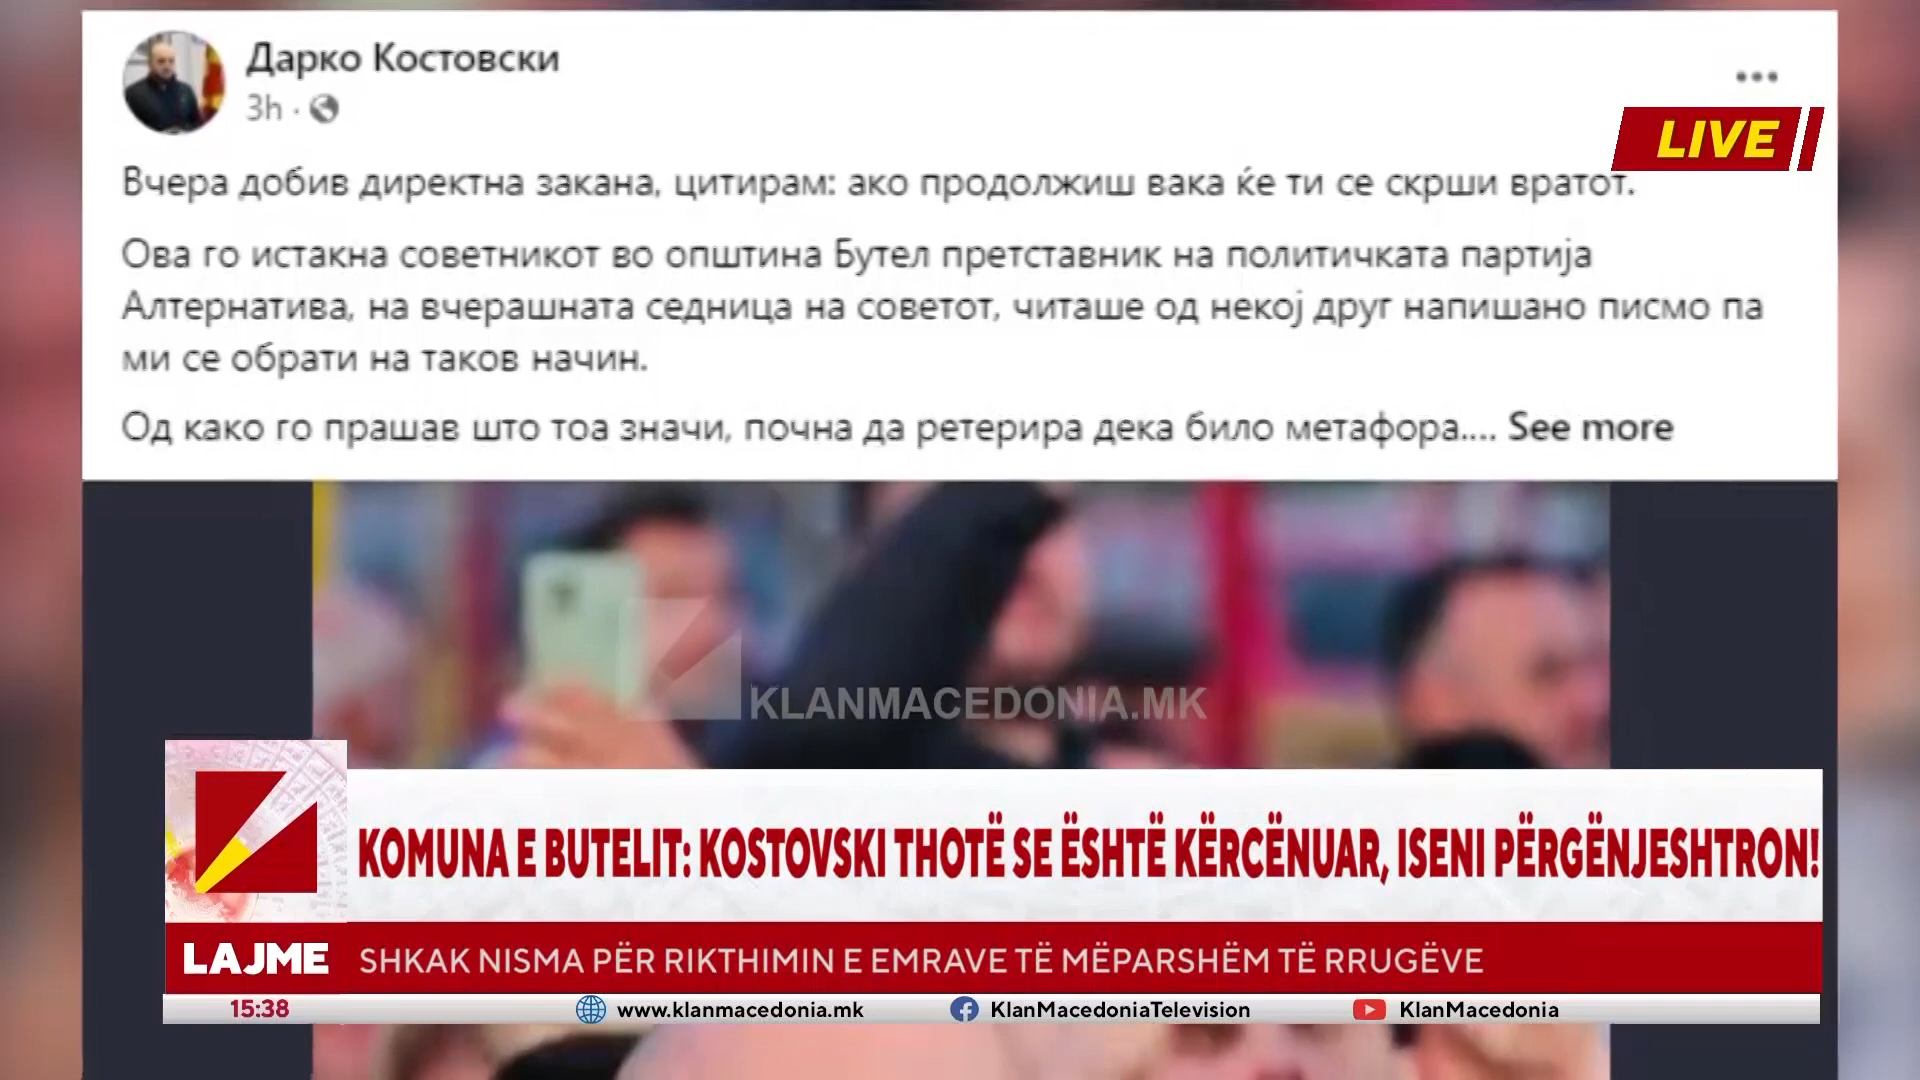 Дарко Костовски
3h ·
LIVE
Вчера добив директна закана, цитирам: ако продолжиш вака ќе ти се скрши вратот.
Ова го истакна советникот во општина Бутел претставник на политичката партија
Алтернатива, на вчерашната седница на советот, читаше од некој друг напишано писмо па
ми се обрати на таков начин.
Од како го прашав што тоа значи, почна да ретерира дека било метафора.... See more
KLANMACEDONIA.MK
KOMUNA E BUTELIT: KOSTOVSKI THOTË SE ËSHTË KËRCËNUAR, ISENI PËRGËNJESHTRON!
LAJME SHKAK NISMA PËR RIKTHIMIN E EMRAVE TË MËPARSHËM TË RRUGËVE
15:38 www.klanmacedonia.mk KlanMacedoniaTelevision KlanMacedonia